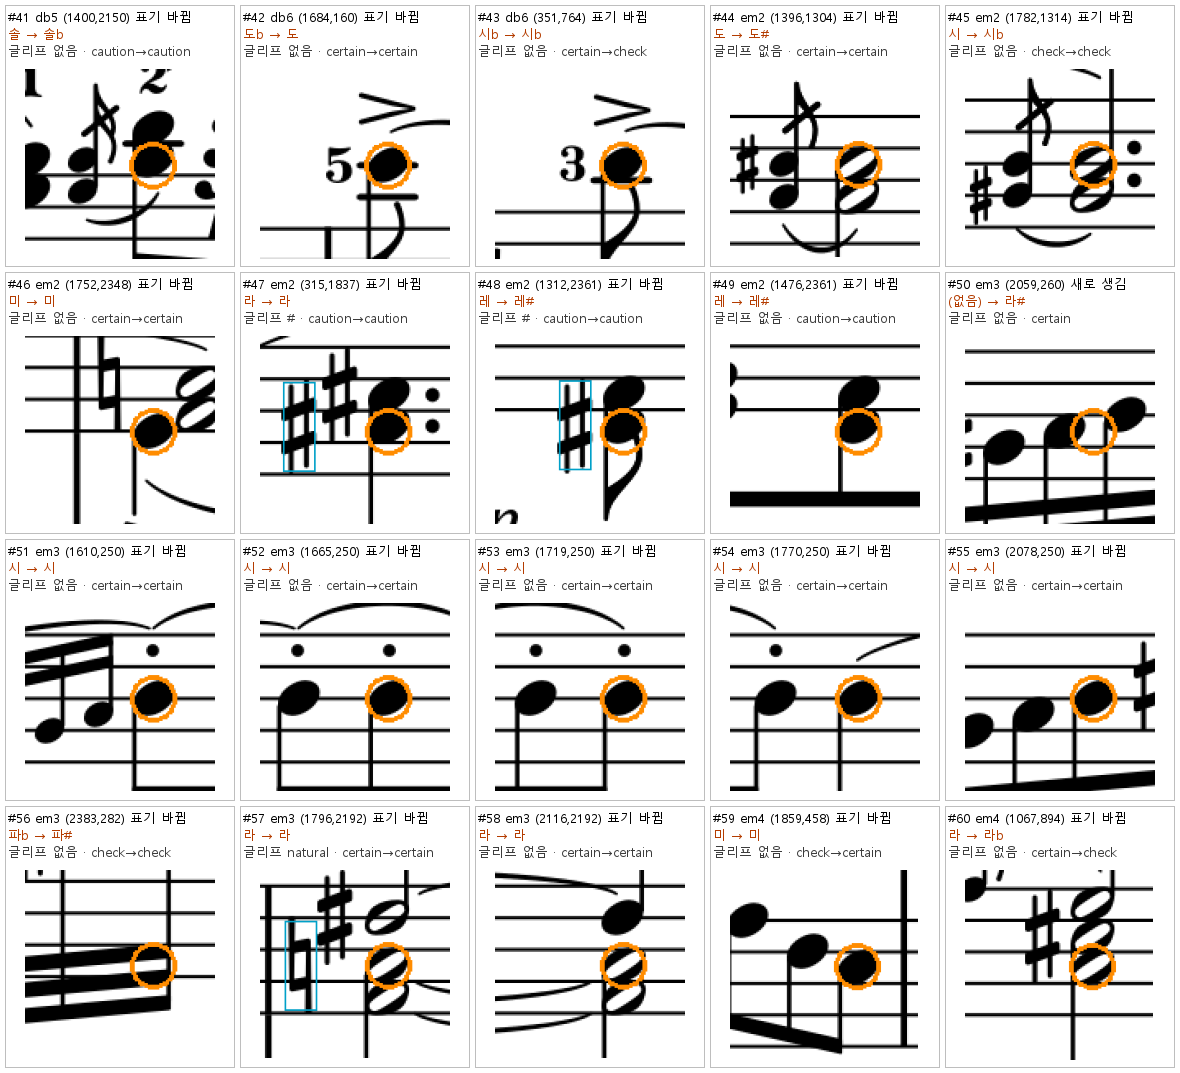 #41 db5 (1400,2150) 표기 바뀜
솔 → 솔b
글리프 없음 · caution→caution
2
#42 db6 (1684,160) 표기 바뀜
도b → 도
글리프 없음 · certain→certain
5
#43 db6 (351,764) 표기 바뀜
시b → 시b
글리프 없음 · certain→check
3
#44 em2 (1396,1304) 표기 바뀜
도 → 도#
글리프 없음 · certain→certain
#45 em2 (1782,1314) 표기 바뀜
시 → 시b
글리프 없음 · check→check
#46 em2 (1752,2348) 표기 바뀜
미 → 미
글리프 없음 · certain→certain
#47 em2 (315,1837) 표기 바뀜
라 → 라
글리프 # · caution→caution
#48 em2 (1312,2361) 표기 바뀜
레 → 레#
글리프 # · caution→caution
#49 em2 (1476,2361) 표기 바뀜
레 → 레#
글리프 없음 · caution→caution
#50 em3 (2059,260) 새로 생김
(없음) → 라#
글리프 없음 · certain
#51 em3 (1610,250) 표기 바뀜
시 → 시
글리프 없음 · certain→certain
#52 em3 (1665,250) 표기 바뀜
시 → 시
글리프 없음 · certain→certain
#53 em3 (1719,250) 표기 바뀜
시 → 시
글리프 없음 · certain→certain
#54 em3 (1770,250) 표기 바뀜
시 → 시
글리프 없음 · certain→certain
#55 em3 (2078,250) 표기 바뀜
시 → 시
글리프 없음 · certain→certain
#56 em3 (2383,282) 표기 바뀜
파b → 파#
글리프 없음 · check→check
#57 em3 (1796,2192) 표기 바뀜
라 → 라
글리프 natural · certain→certain
#58 em3 (2116,2192) 표기 바뀜
라 → 라
글리프 없음 · certain→certain
#59 em4 (1859,458) 표기 바뀜
미 → 미
글리프 없음 · check→certain
#60 em4 (1067,894) 표기 바뀜
라 → 라b
글리프 없음 · certain→check